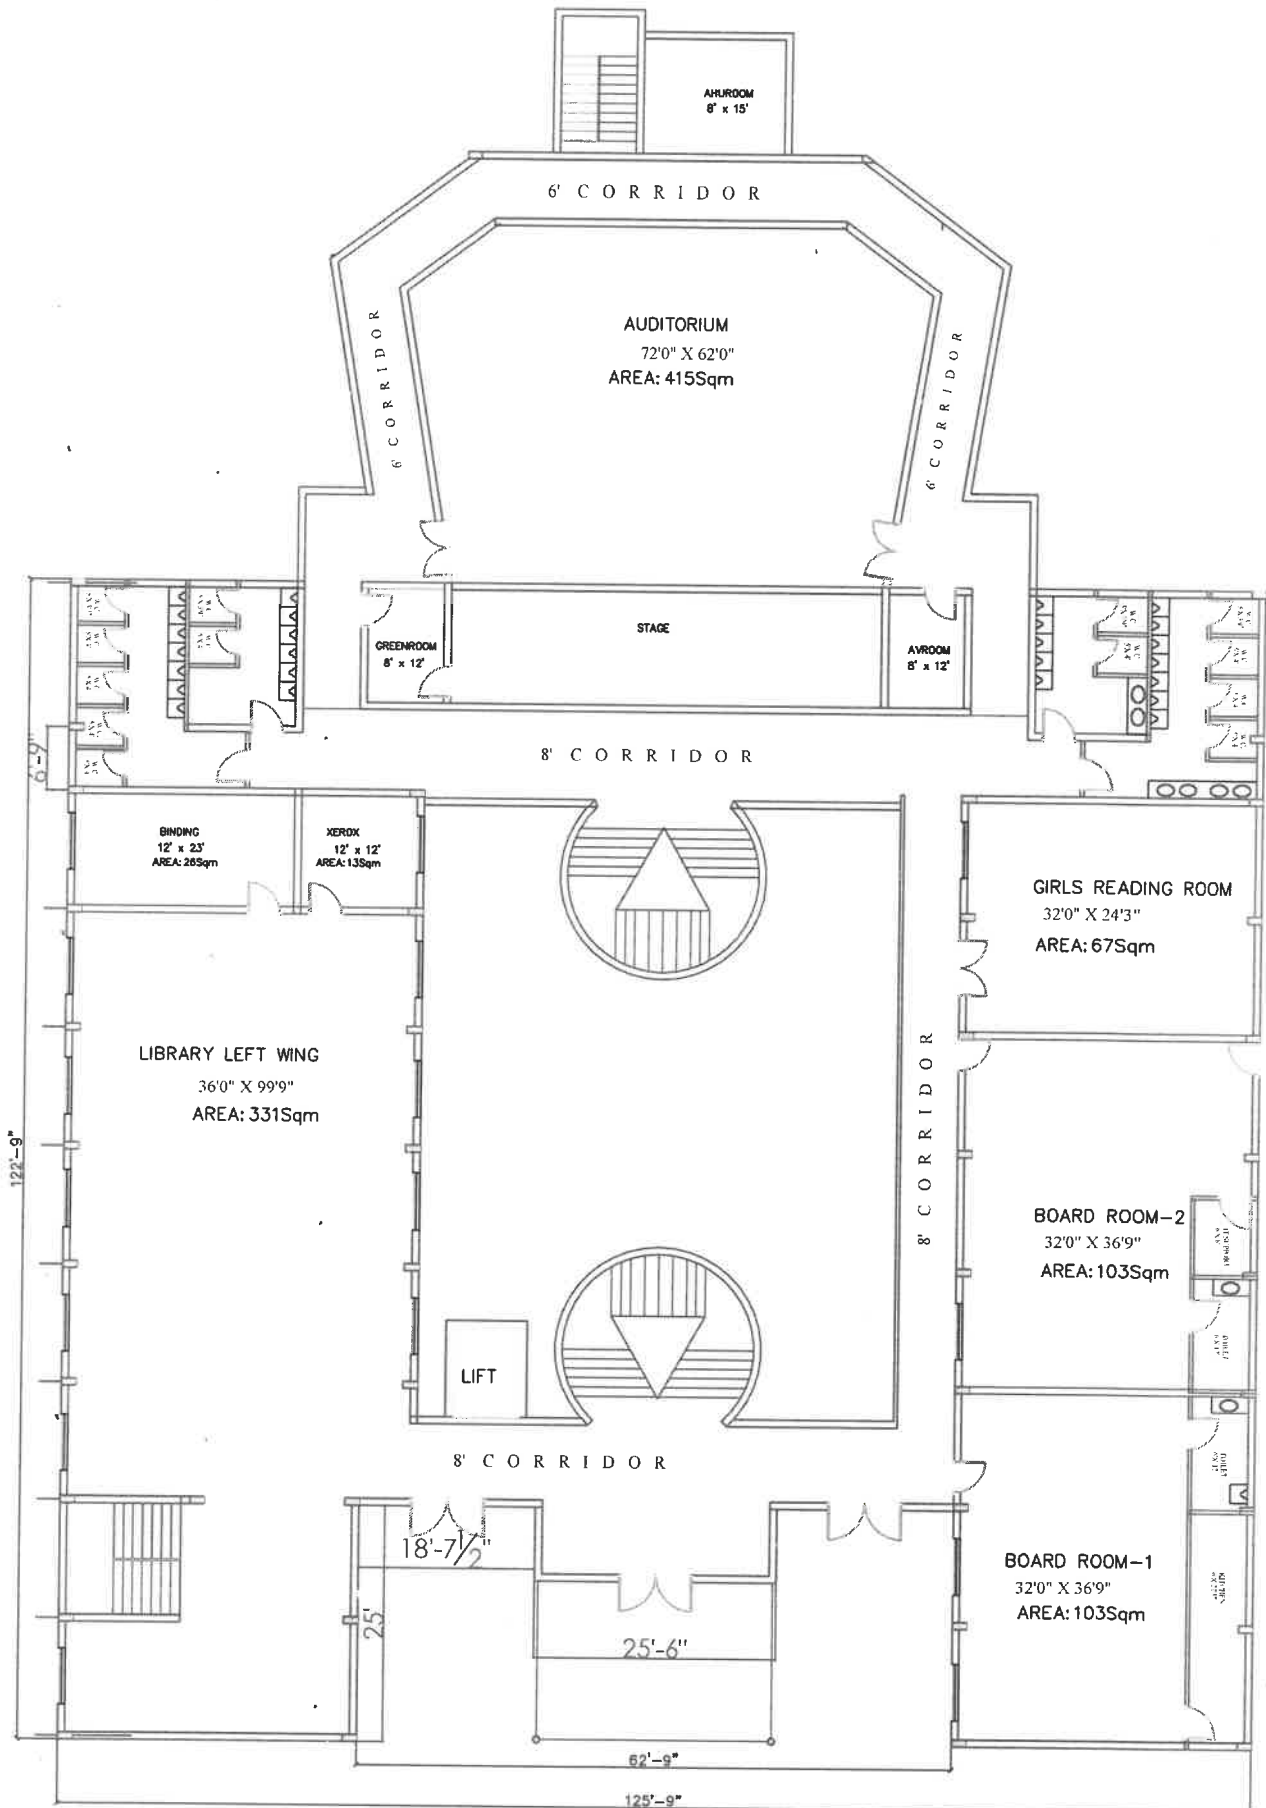 AHUROOM
8' x 15'
6' CORRIDOR
6' CORRIDOR
AUDITORIUM
72'0" X 62'0"
AREA: 415Sqm
6' CORRIDOR
GREENROOM
8' x 12'
STAGE
AVROOM
8' x 12'
8' CORRIDOR
BINDING
12' x 23'
AREA: 26Sqm
XEROX
12' x 12'
AREA: 13Sqm
GIRLS READING ROOM
32'0" X 24'3"
AREA: 67Sqm
LIBRARY LEFT WING
36'0" X 99'9"
AREA: 331Sqm
8' CORRIDOR
122'-9"
BOARD ROOM-2
32'0" X 36'9"
AREA: 103Sqm
LIFT
8' CORRIDOR
18'-7 1/2"
25'
BOARD ROOM-1
32'0" X 36'9"
AREA: 103Sqm
25'-6"
62'-9"
125'-9"